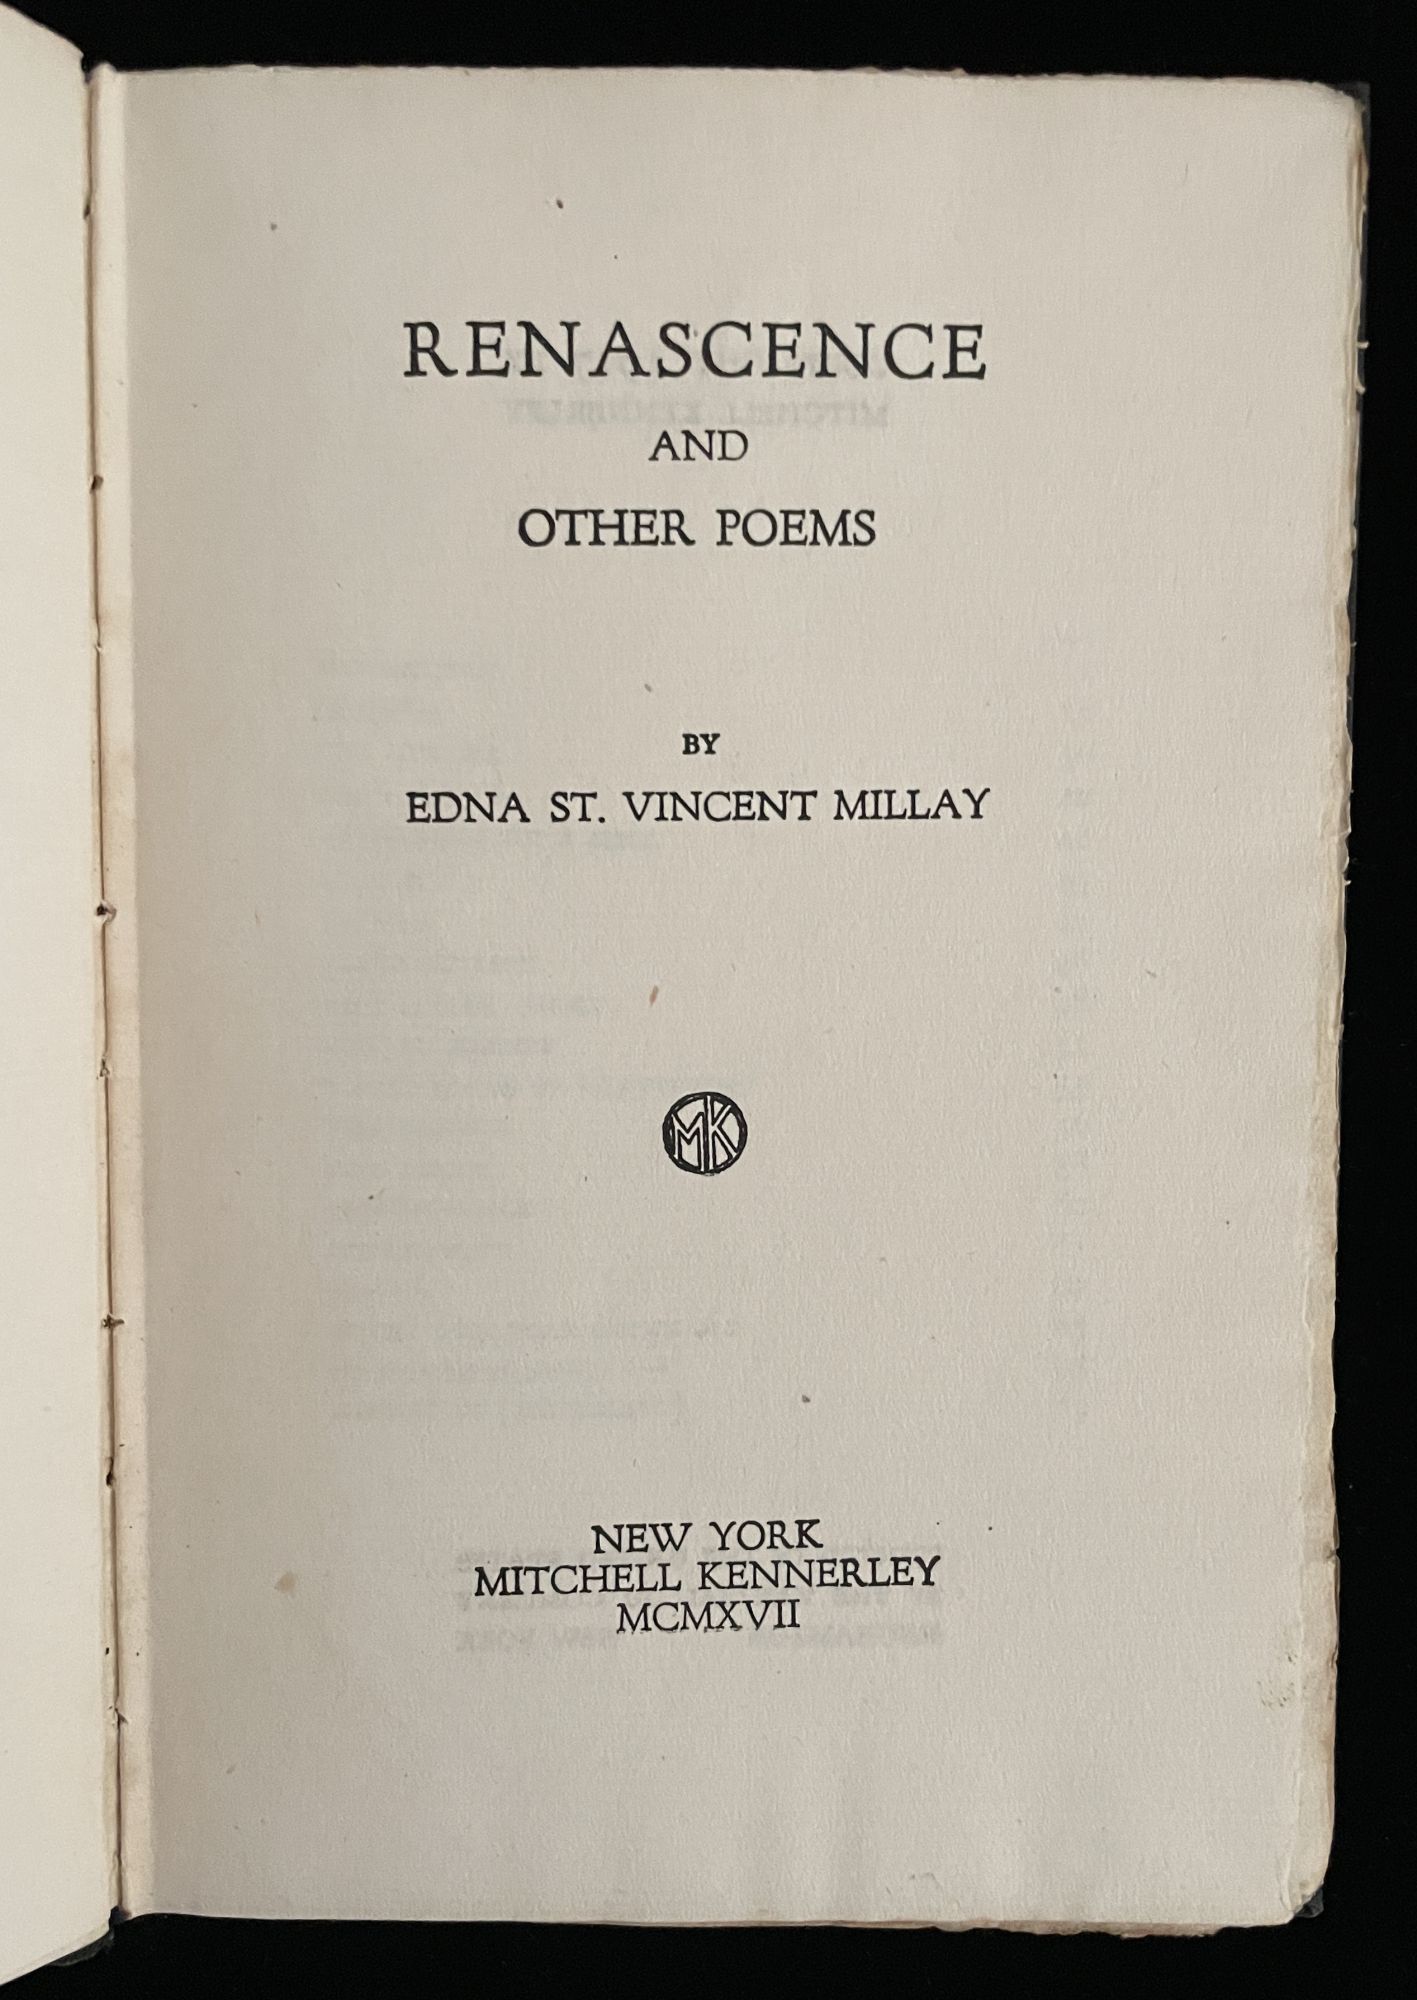 RENASCENCE
AND
OTHER POEMS
BY
EDNA ST. VINCENT MILLAY
MK
NEW YORK
MITCHELL KENNERLEY
MCMXVII